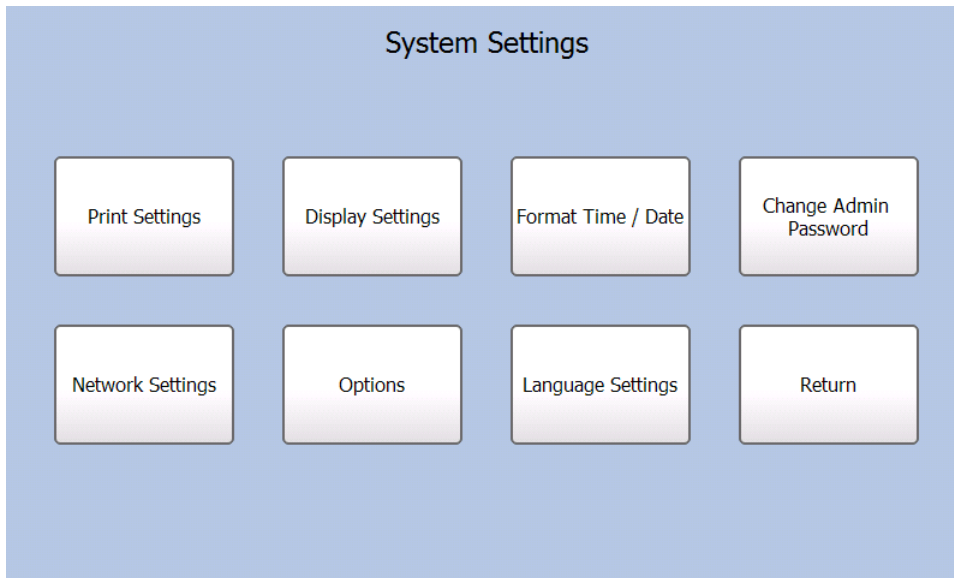 System Settings
Print Settings
Display Settings
Format Time / Date
Change Admin
Password
Network Settings
Options
Language Settings
Return